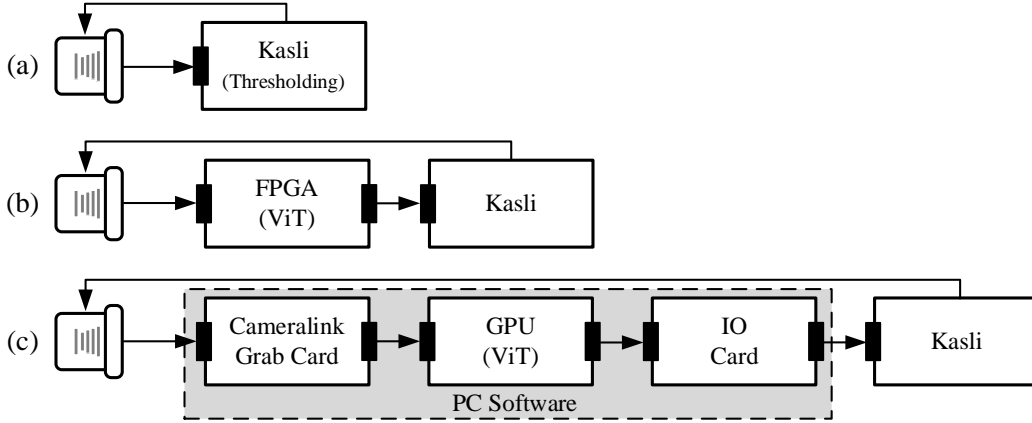 (a)
Kasli
(Thresholding)
(b)
FPGA
(ViT)
Kasli
(c)
Cameralink
Grab Card
GPU
(ViT)
IO
Card
Kasli
PC Software